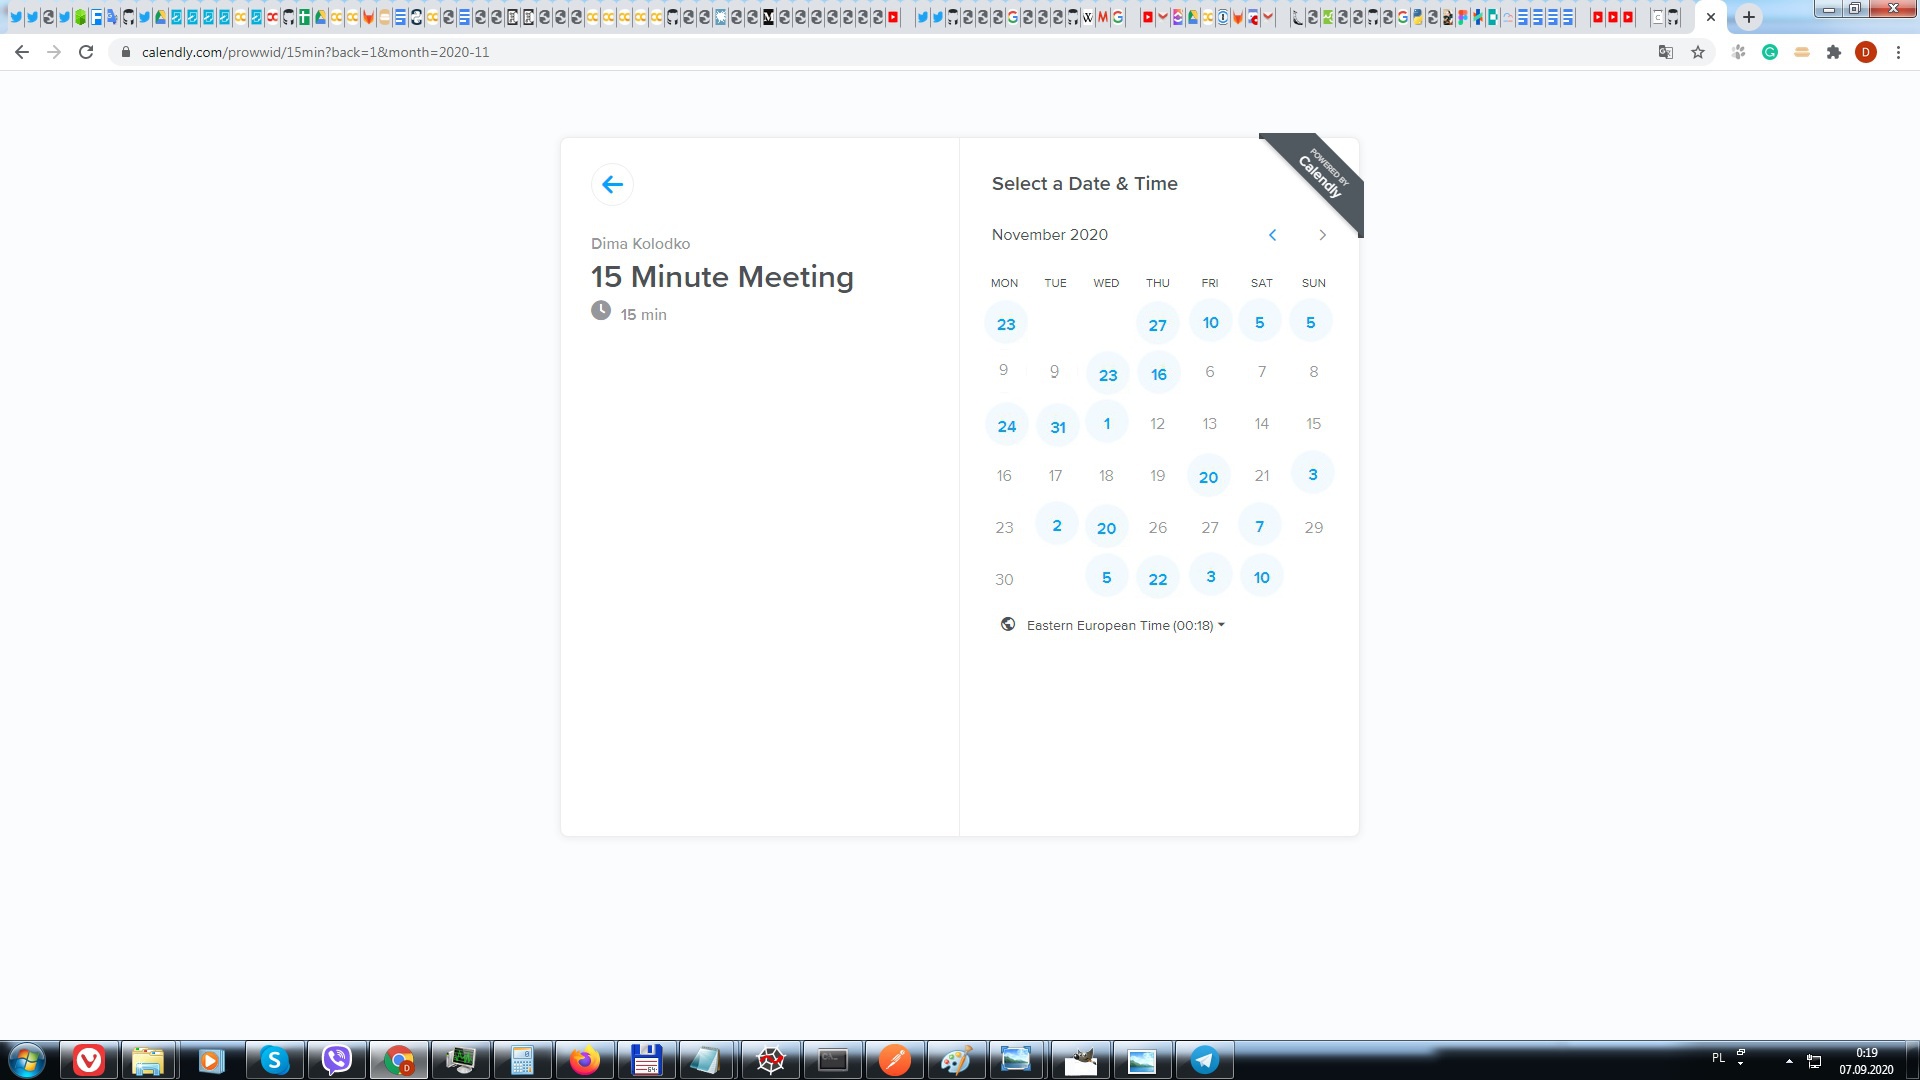 calendly.com/prowwid/15min?back=1&month=2020-11
D
POWERED BY
Calendly
Select a Date & Time
Dima Kolodko
15 Minute Meeting
15 min
November 2020
MON TUE WED THU FRI SAT SUN
23 27 10 5 5
9 9 23 16 6 7 8
24 31 1 12 13 14 15
16 17 18 19 20 21 3
23 2 20 26 27 7 29
30 5 22 3 10
Eastern European Time (00:18)
PL
0:19
07.09.2020